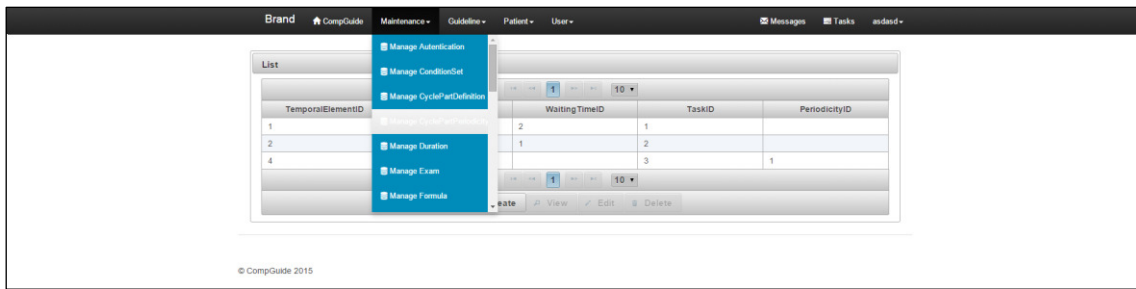 Brand CompGuide Maintenance Guideline Patient User Messages Tasks asdasd
Manage Autentication
List
Manage ConditionSet
1 10
Manage CyclePartDefinition
TemporalElementID WaitingTimeID TaskID PeriodicityID
1 2 1
2 1 2
Manage Duration
4 3 1
Manage Exam
1 10
Manage Formula
eate View Edit Delete
© CompGuide 2015